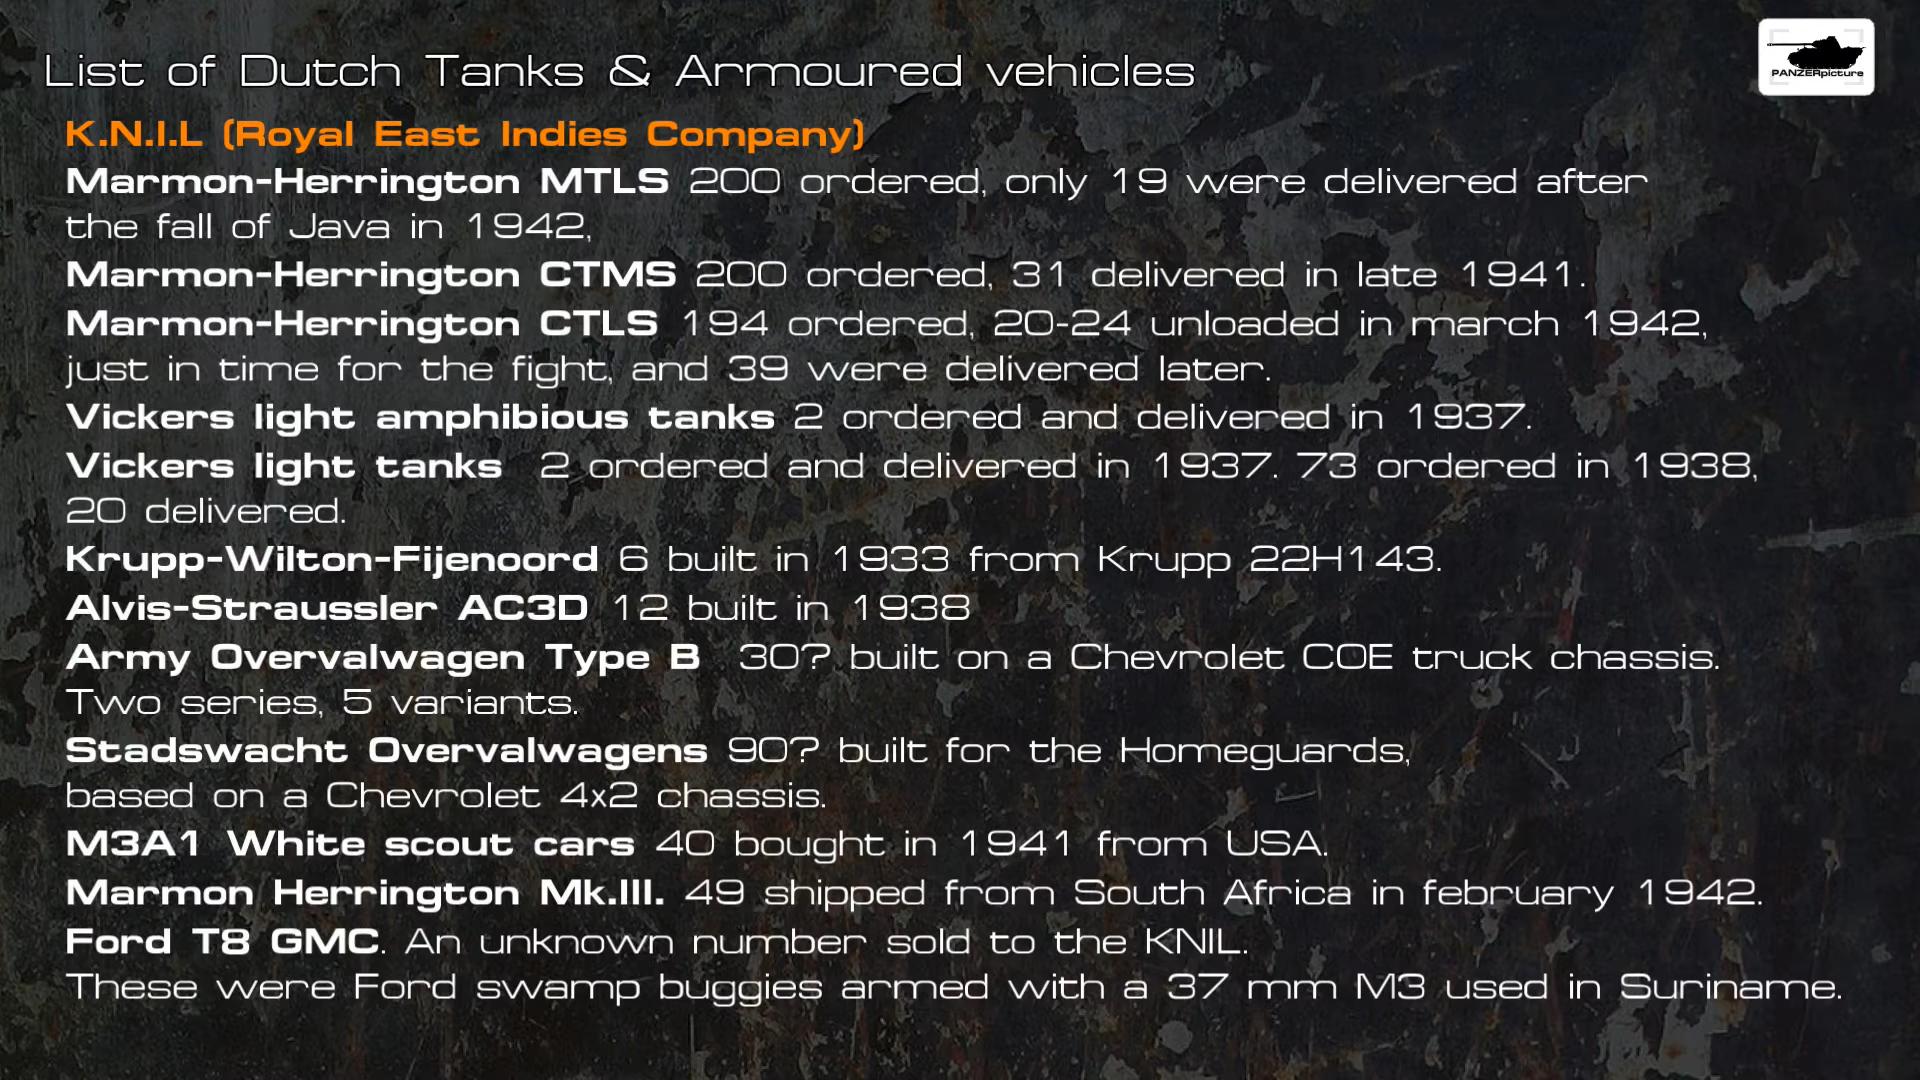 List of Dutch Tanks & Armoured vehicles
PANZERpicture
K.N.I.L (Royal East Indies Company)
Marmon-Herrington MTLS 200 ordered, only 19 were delivered after
the fall of Java in 1942,
Marmon-Herrington CTMS 200 ordered, 31 delivered in late 1941.
Marmon-Herrington CTLS 194 ordered, 20-24 unloaded in march 1942,
just in time for the fight, and 39 were delivered later.
Vickers light amphibious tanks 2 ordered and delivered in 1937.
Vickers light tanks 2 ordered and delivered in 1937. 73 ordered in 1938,
20 delivered.
Krupp-Wilton-Fijenoord 6 built in 1933 from Krupp 22H143.
Alvis-Straussler AC3D 12 built in 1938
Army Overvalwagen Type B 30? built on a Chevrolet COE truck chassis.
Two series, 5 variants.
Stadswacht Overvalwagens 90? built for the Homeguards,
based on a Chevrolet 4x2 chassis.
M3A1 White scout cars 40 bought in 1941 from USA.
Marmon Herrington Mk.III. 49 shipped from South Africa in february 1942.
Ford T8 GMC. An unknown number sold to the KNIL.
These were Ford swamp buggies armed with a 37 mm M3 used in Suriname.